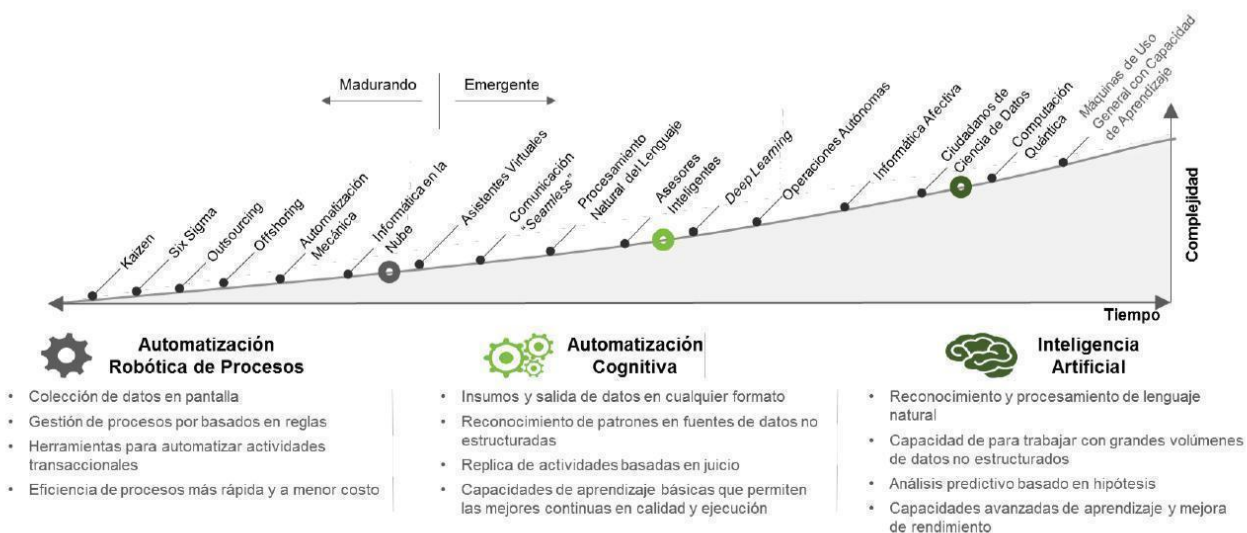 Madurando
Emergente
Kaizen
Six Sigma
Outsourcing
Offshoring
Automatización
Mecánica
Informática en la
Nube
Asistentes Virtuales
Comunicación
"Seamless"
Procesamiento
Natural del Lenguaje
Asesores
Inteligentes
Deep Learning
Operaciones Autónomas
Informática Afectiva
Ciudadanos de
Ciencia de Datos
Computación
Quántica
Máquinas de Uso
General con Capacidad
de Aprendizaje
Complejidad
Tiempo
Automatización
Robótica de Procesos
• Colección de datos en pantalla
• Gestión de procesos por basados en reglas
• Herramientas para automatizar actividades
transaccionales
• Eficiencia de procesos más rápida y a menor costo
Automatización
Cognitiva
• Insumos y salida de datos en cualquier formato
• Reconocimiento de patrones en fuentes de datos no
estructuradas
• Replica de actividades basadas en juicio
• Capacidades de aprendizaje básicas que permiten
las mejores continuas en calidad y ejecución
Inteligencia
Artificial
• Reconocimiento y procesamiento de lenguaje
natural
• Capacidad de para trabajar con grandes volúmenes
de datos no estructurados
• Análisis predictivo basado en hipótesis
• Capacidades avanzadas de aprendizaje y mejora
de rendimiento